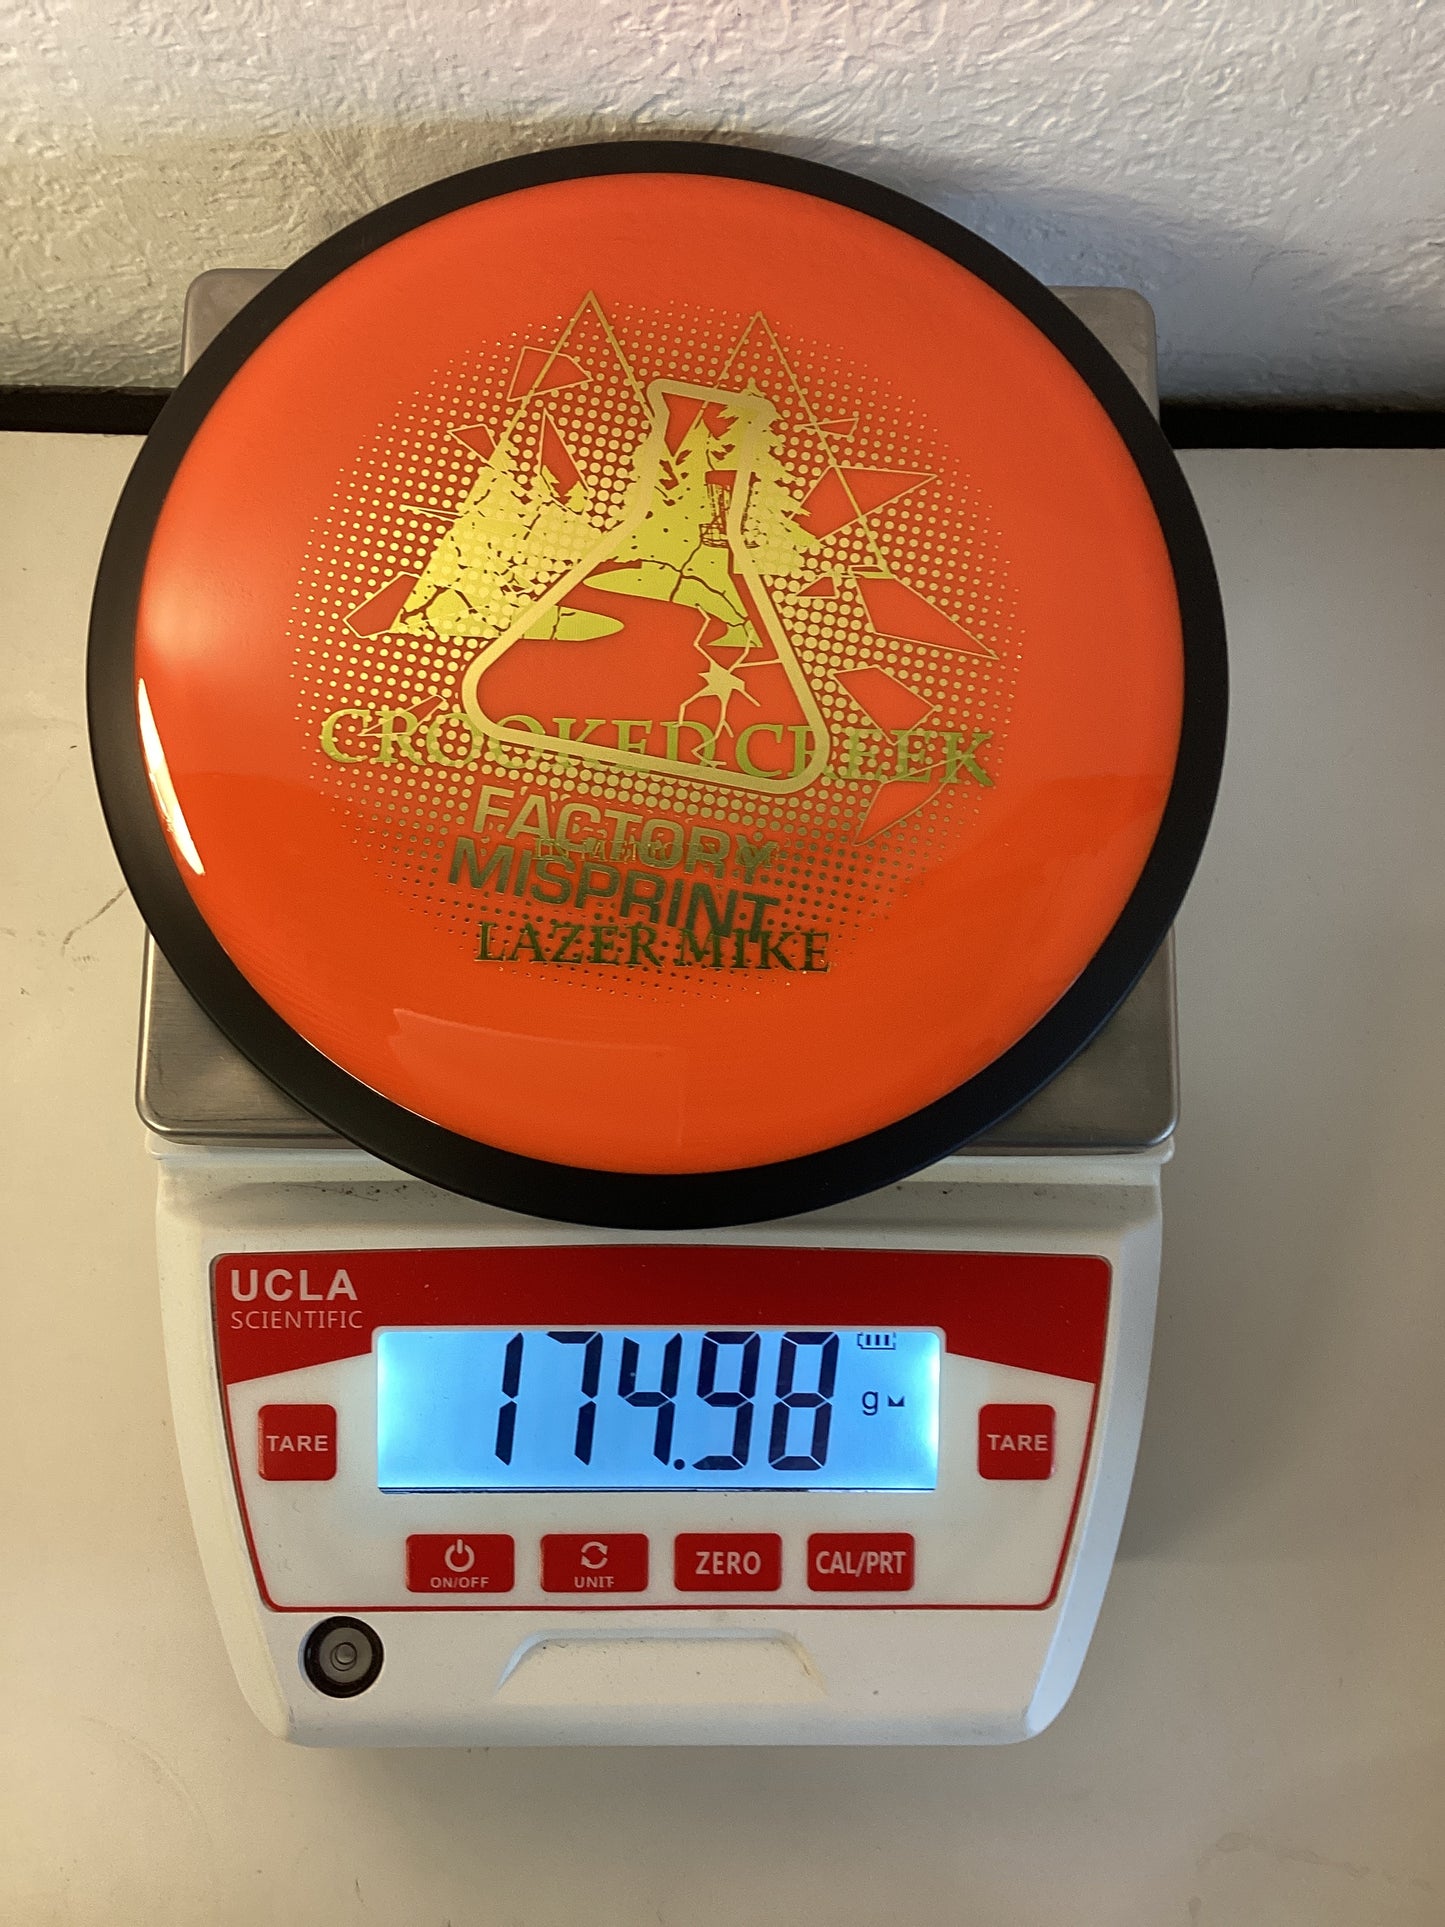 CROOKED CREEK
FACTORY
MISPRINT
LAZER MIKE
UCLA
SCIENTIFIC
174.98 g
TARE
TARE
ON/OFF
UNIT
ZERO
CAL/PRT